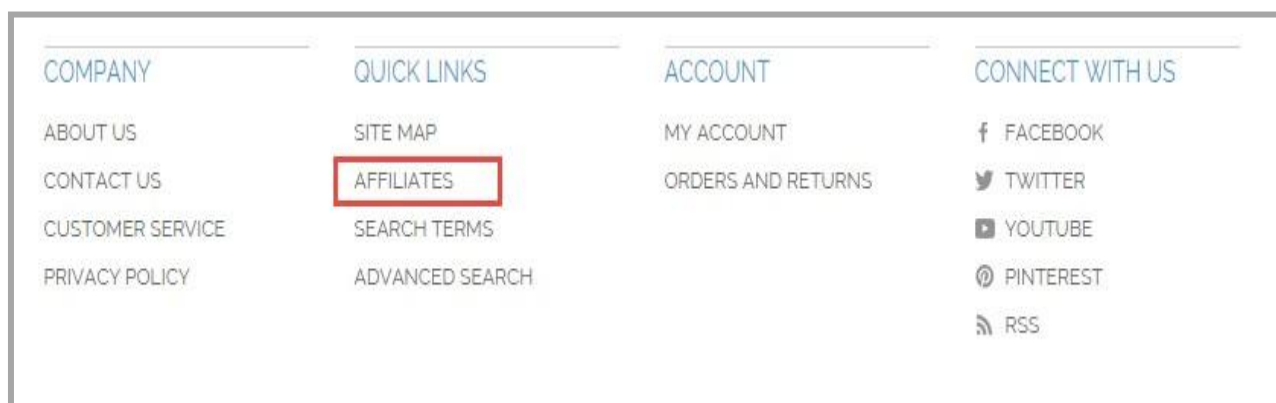 COMPANY
ABOUT US
CONTACT US
CUSTOMER SERVICE
PRIVACY POLICY
QUICK LINKS
SITE MAP
AFFILIATES
SEARCH TERMS
ADVANCED SEARCH
ACCOUNT
MY ACCOUNT
ORDERS AND RETURNS
CONNECT WITH US
FACEBOOK
TWITTER
YOUTUBE
PINTEREST
RSS